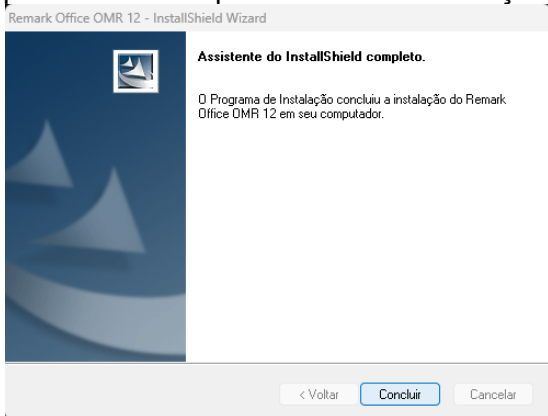 Remark Office OMR 12 - InstallShield Wizard
Assistente do InstallShield completo.
O Programa de Instalação concluiu a instalação do Remark
Office OMR 12 em seu computador.
< Voltar
Concluir
Cancelar